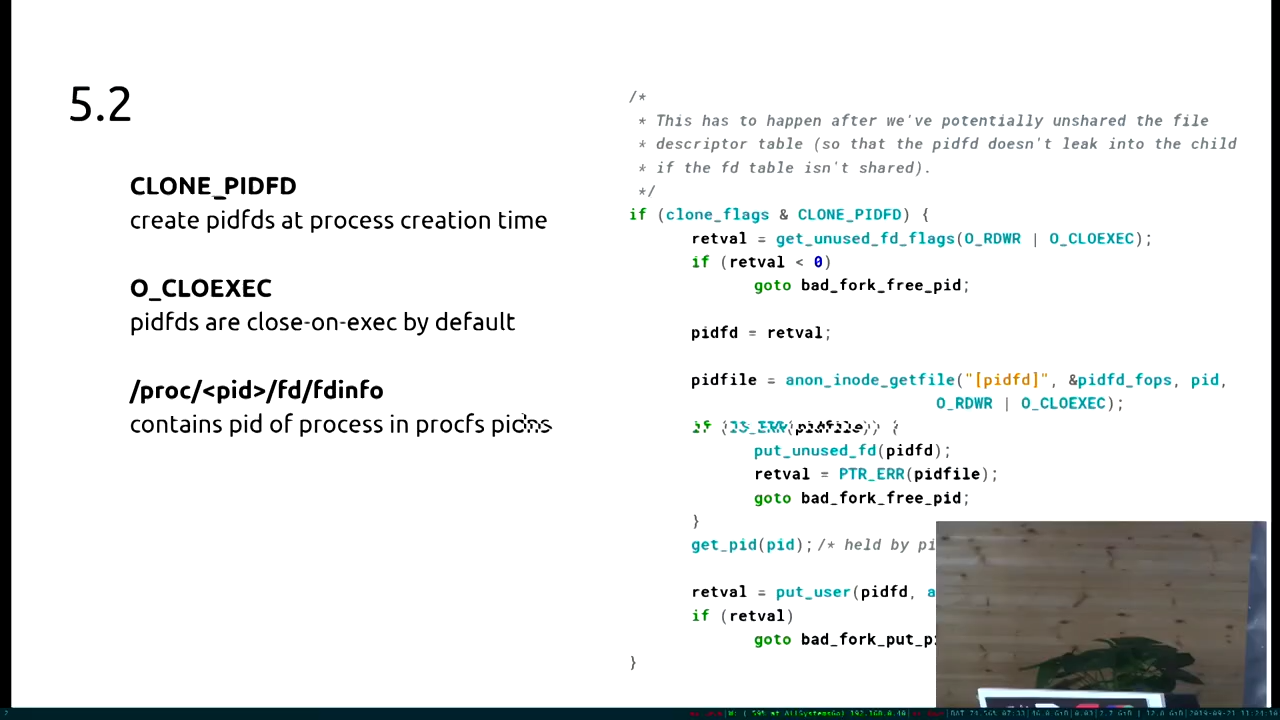 5.2
CLONE_PIDFD
create pidfds at process creation time
O_CLOEXEC
pidfds are close-on-exec by default
/proc/<pid>/fd/fdinfo
contains pid of process in procfs pidns
/*
 * This has to happen after we've potentially unshared the file
 * descriptor table (so that the pidfd doesn't leak into the child
 * if the fd table isn't shared).
 */
if (clone_flags & CLONE_PIDFD) {
retval = get_unused_fd_flags(O_RDWR | O_CLOEXEC);
if (retval < 0)
goto bad_fork_free_pid;
pidfd = retval;
pidfile = anon_inode_getfile("[pidfd]", &pidfd_fops, pid,
O_RDWR | O_CLOEXEC);
if (IS_ERR(pidfile)) {
put_unused_fd(pidfd);
retval = PTR_ERR(pidfile);
goto bad_fork_free_pid;
}
get_pid(pid); /* held by pi
retval = put_user(pidfd, a
if (retval)
goto bad_fork_put_pi
}